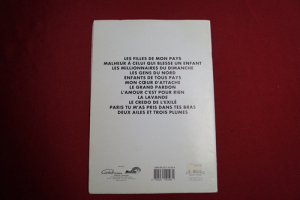 LES FILLES DE MON PAYS
MALHEUR À CELUI QUI BLESSE UN ENFANT
LES MILLIONNAIRES DU DIMANCHE
LES GENS DU NORD
ENFANTS DE TOUS PAYS
MON CŒUR D'ATTACHE
LE GRAND PARDON
L'AMOUR C'EST POUR RIEN
LA LAVANDE
LE CREDO DE L'EXILÉ
PARIS TU M'AS PRIS DANS TES BRAS
DEUX AILES ET TROIS PLUMES